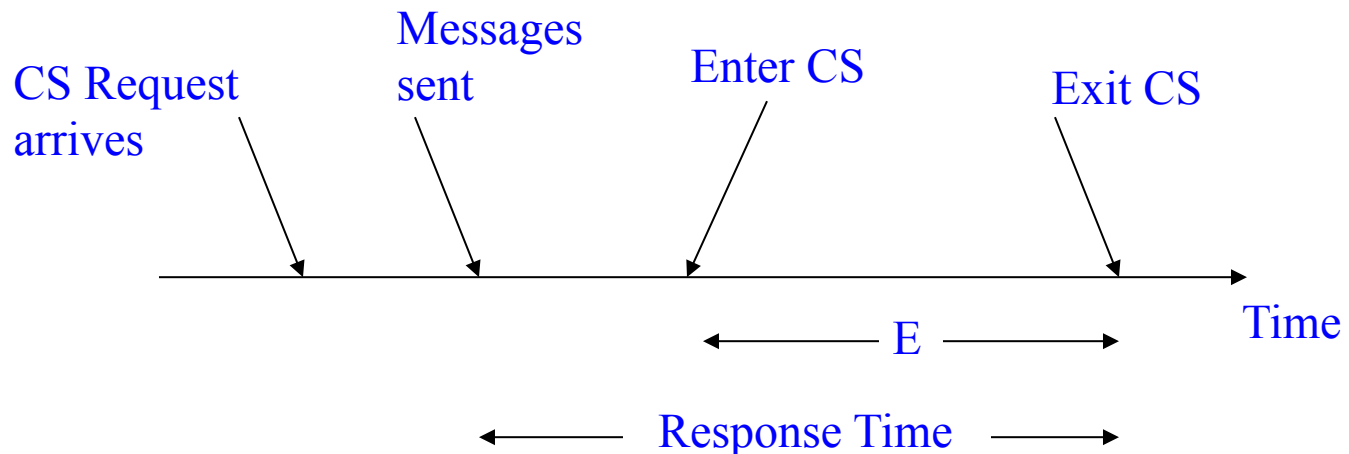 Messages
sent
CS Request
arrives
Enter CS
Exit CS
Time
E
Response Time